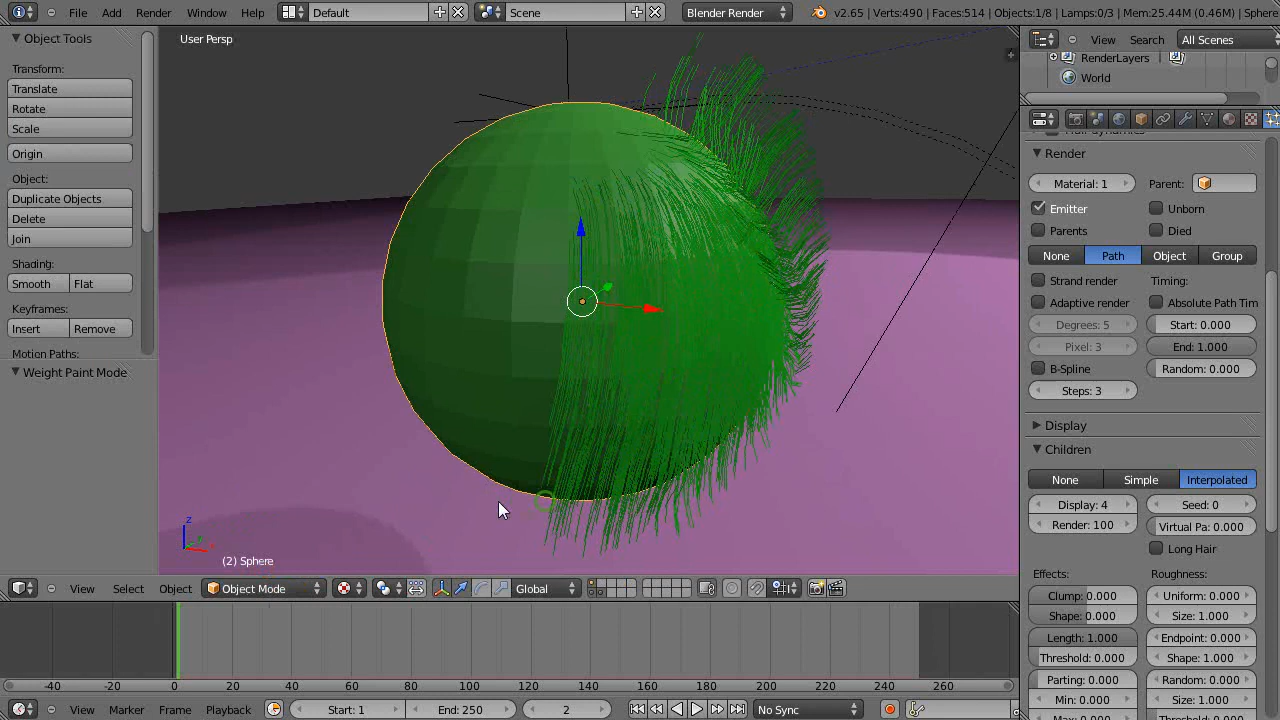 File Add Render Window Help Default Scene Blender Render v2.65 | Verts:490 | Faces:514 | Objects:1/8 | Lamps:0/3 | Mem:25.44M (0.46M) | Sphere
Object Tools
Transform:
Translate
Rotate
Scale
Origin
Object:
Duplicate Objects
Delete
Join
Shading:
Smooth Flat
Keyframes:
Insert Remove
Motion Paths:
Weight Paint Mode
User Persp
z
(2) Sphere
View Select Object Object Mode Global
-40 -20 0 20 40 60 80 100 120 140 160 180 200 220 240 260
View Marker Frame Playback Start: 1 End: 250 2 No Sync
View Search All Scenes
RenderLayers
World
Render
Material: 1 Parent:
Emitter Unborn
Parents Died
None Path Object Group
Strand render Timing:
Adaptive render Absolute Path Tim
Degrees: 5 Start: 0.000
Pixel: 3 End: 1.000
B-Spline Random: 0.000
Steps: 3
Display
Children
None Simple Interpolated
Display: 4 Seed: 0
Render: 100 Virtual Pa: 0.000
Long Hair
Effects: Roughness:
Clump: 0.000 Uniform: 0.000
Shape: 0.000 Size: 1.000
Length: 1.000 Endpoint: 0.000
Threshold: 0.000 Shape: 1.000
Parting: 0.000 Random: 0.000
Min: 0.000 Size: 1.000